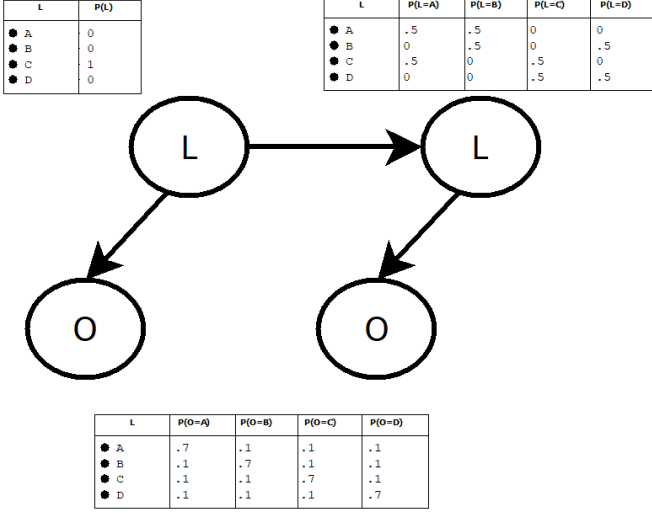 L P(L)
A 0
B 0
C 1
D 0
L P(L=A) P(L=B) P(L=C) P(L=D)
A .5 .5 0 0
B 0 .5 0 .5
C .5 0 .5 0
D 0 0 .5 .5
L L
O O
L P(O=A) P(O=B) P(O=C) P(O=D)
A .7 .1 .1 .1
B .1 .7 .1 .1
C .1 .1 .7 .1
D .1 .1 .1 .7